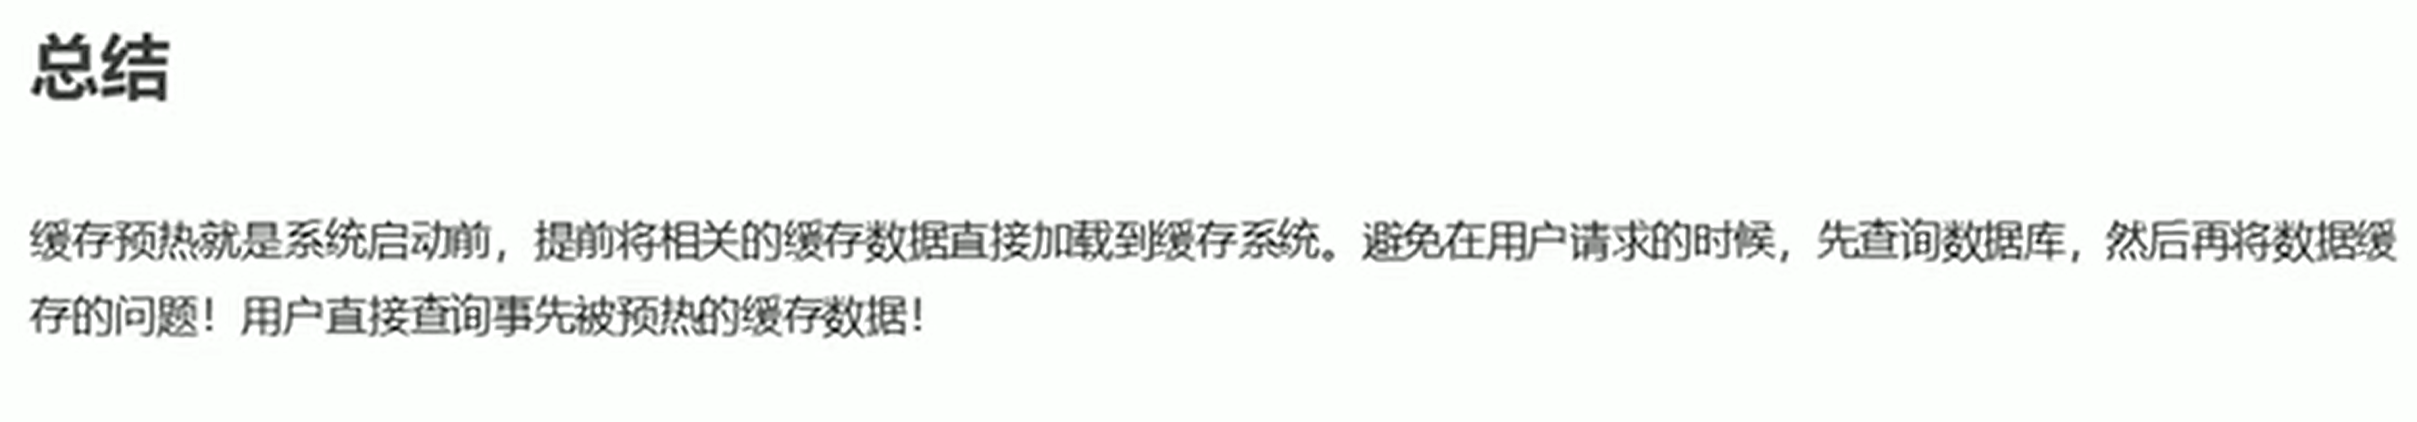 总结
缓存预热就是系统启动前，提前将相关的缓存数据直接加载到缓存系统。避免在用户请求的时候，先查询数据库，然后再将数据缓
存的问题！用户直接查询事先被预热的缓存数据！